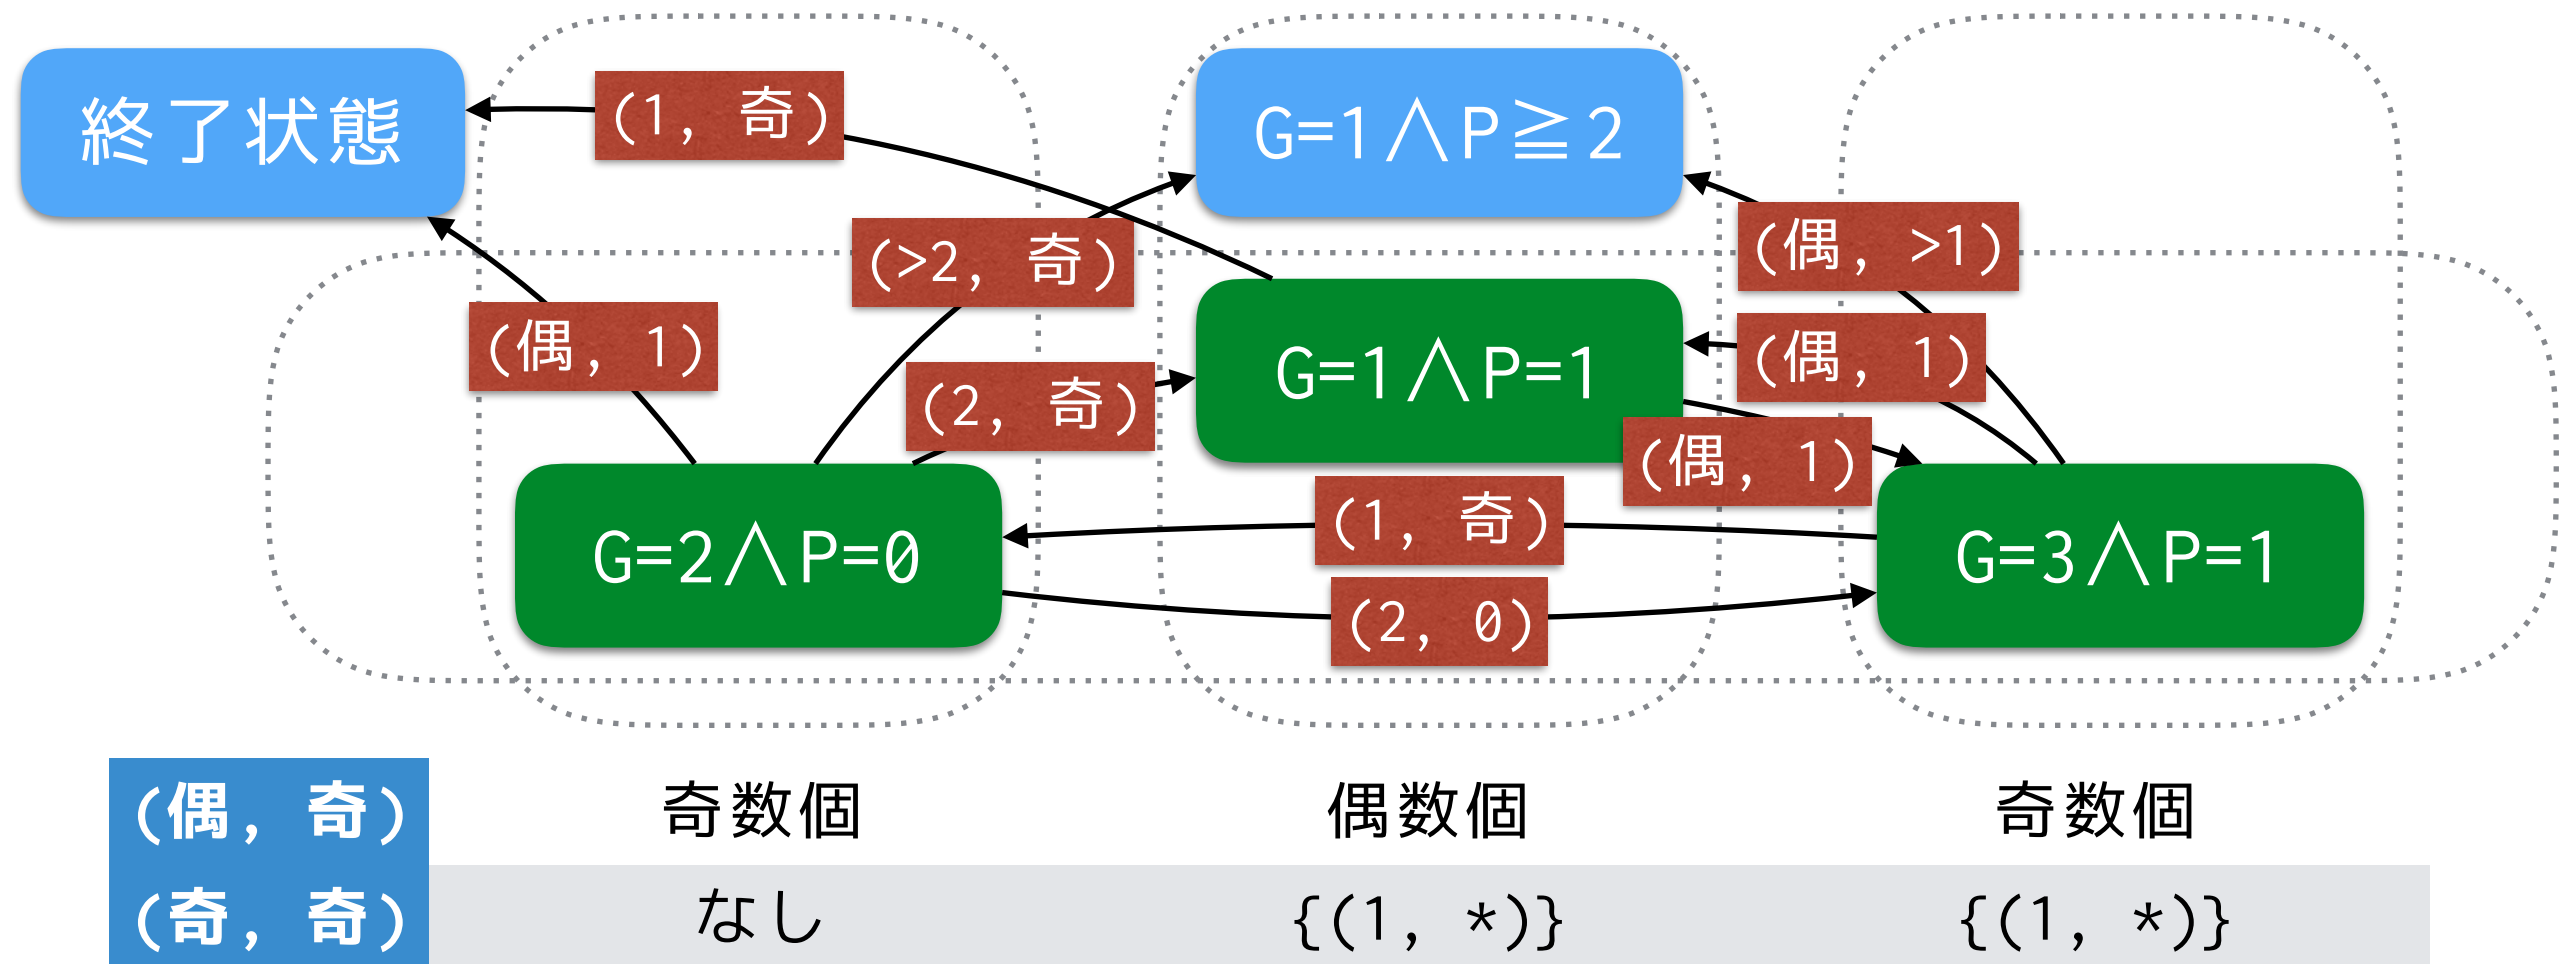 終了状態
(1, 奇)
G=1∧P≧2
(>2, 奇)
(偶, >1)
(偶, 1)
(2, 奇)
G=1∧P=1
(偶, 1)
(偶, 1)
G=2∧P=0
(1, 奇)
(2, 0)
G=3∧P=1
(偶, 奇) 奇数個 偶数個 奇数個
(奇, 奇) なし {(1, *)} {(1, *)}